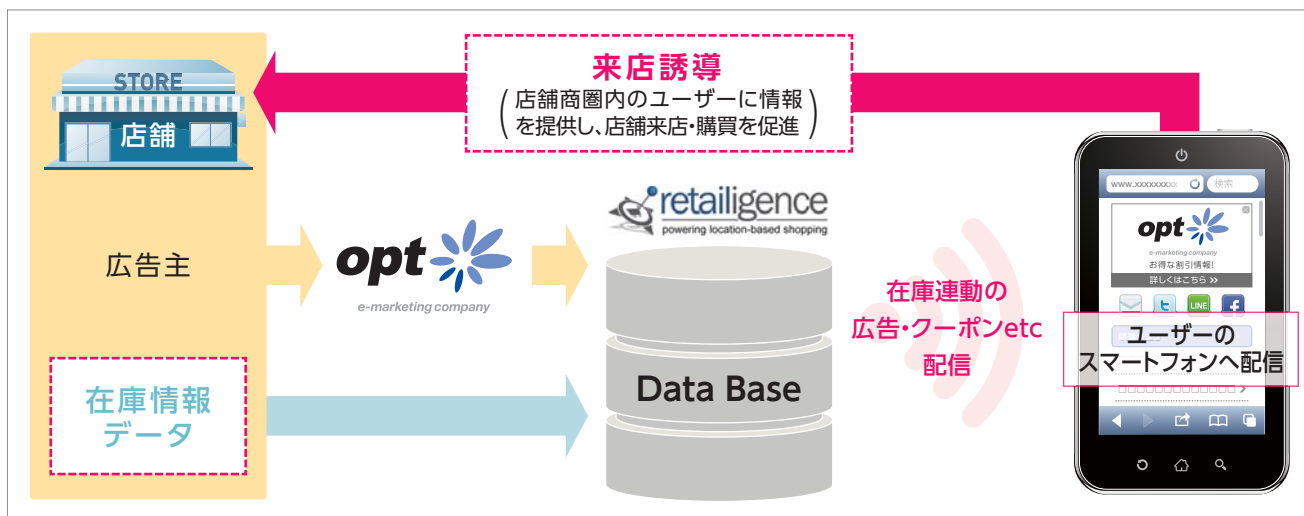 STORE
店舗
広告主
在庫情報
データ
来店誘導
(店舗商圏内のユーザーに情報
を提供し、店舗来店・購買を促進)
opt
e-marketing company
retailigence
powering location-based shopping
Data Base
在庫連動の
広告・クーポンetc
配信
www.xxxxxxxxx
検索
opt
e-marketing company
お得な割引情報!
詳しくはこちら >>
LINE
ユーザーの
スマートフォンへ配信